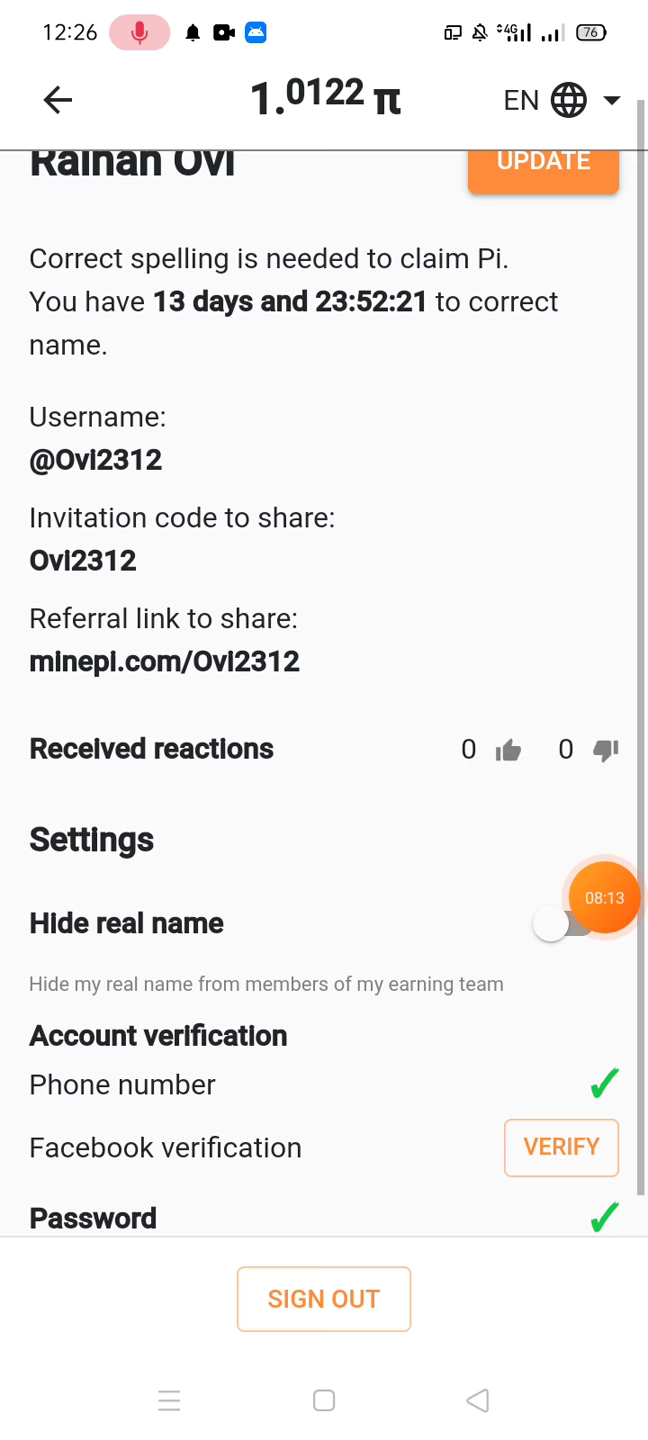 12:26
4G
76
1.0122 π
EN
Raihan Ovi
UPDATE
Correct spelling is needed to claim Pi.
You have 13 days and 23:52:21 to correct
name.
Username:
@Ovi2312
Invitation code to share:
Ovi2312
Referral link to share:
minepi.com/Ovi2312
Received reactions
0
0
Settings
Hide real name
08:13
Hide my real name from members of my earning team
Account verification
Phone number
Facebook verification
VERIFY
Password
SIGN OUT